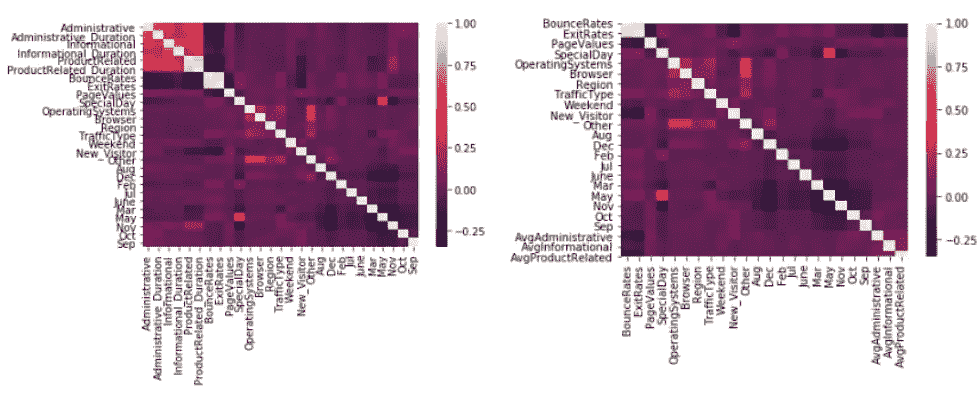 Administrative
Administrative_Duration
Informational
Informational_Duration
ProductRelated
ProductRelated_Duration
BounceRates
ExitRates
PageValues
SpecialDay
OperatingSystems
Browser
Region
TrafficType
Weekend
New_Visitor
Other
Aug
Dec
Feb
Jul
June
Mar
May
Nov
Oct
Sep
Administrative
Administrative_Duration
Informational
Informational_Duration
ProductRelated
ProductRelated_Duration
BounceRates
ExitRates
PageValues
SpecialDay
OperatingSystems
Browser
Region
TrafficType
Weekend
New_Visitor
Other
Aug
Dec
Feb
Jul
June
Mar
May
Nov
Oct
Sep
1.00
0.75
0.50
0.25
0.00
−0.25
BounceRates
ExitRates
PageValues
SpecialDay
OperatingSystems
Browser
Region
TrafficType
Weekend
New_Visitor
Other
Aug
Dec
Feb
Jul
June
Mar
May
Nov
Oct
Sep
AvgAdministrative
AvgInformational
AvgProductRelated
BounceRates
ExitRates
PageValues
SpecialDay
OperatingSystems
Browser
Region
TrafficType
Weekend
New_Visitor
Other
Aug
Dec
Feb
Jul
June
Mar
May
Nov
Oct
Sep
AvgAdministrative
AvgInformational
AvgProductRelated
1.00
0.75
0.50
0.25
0.00
−0.25